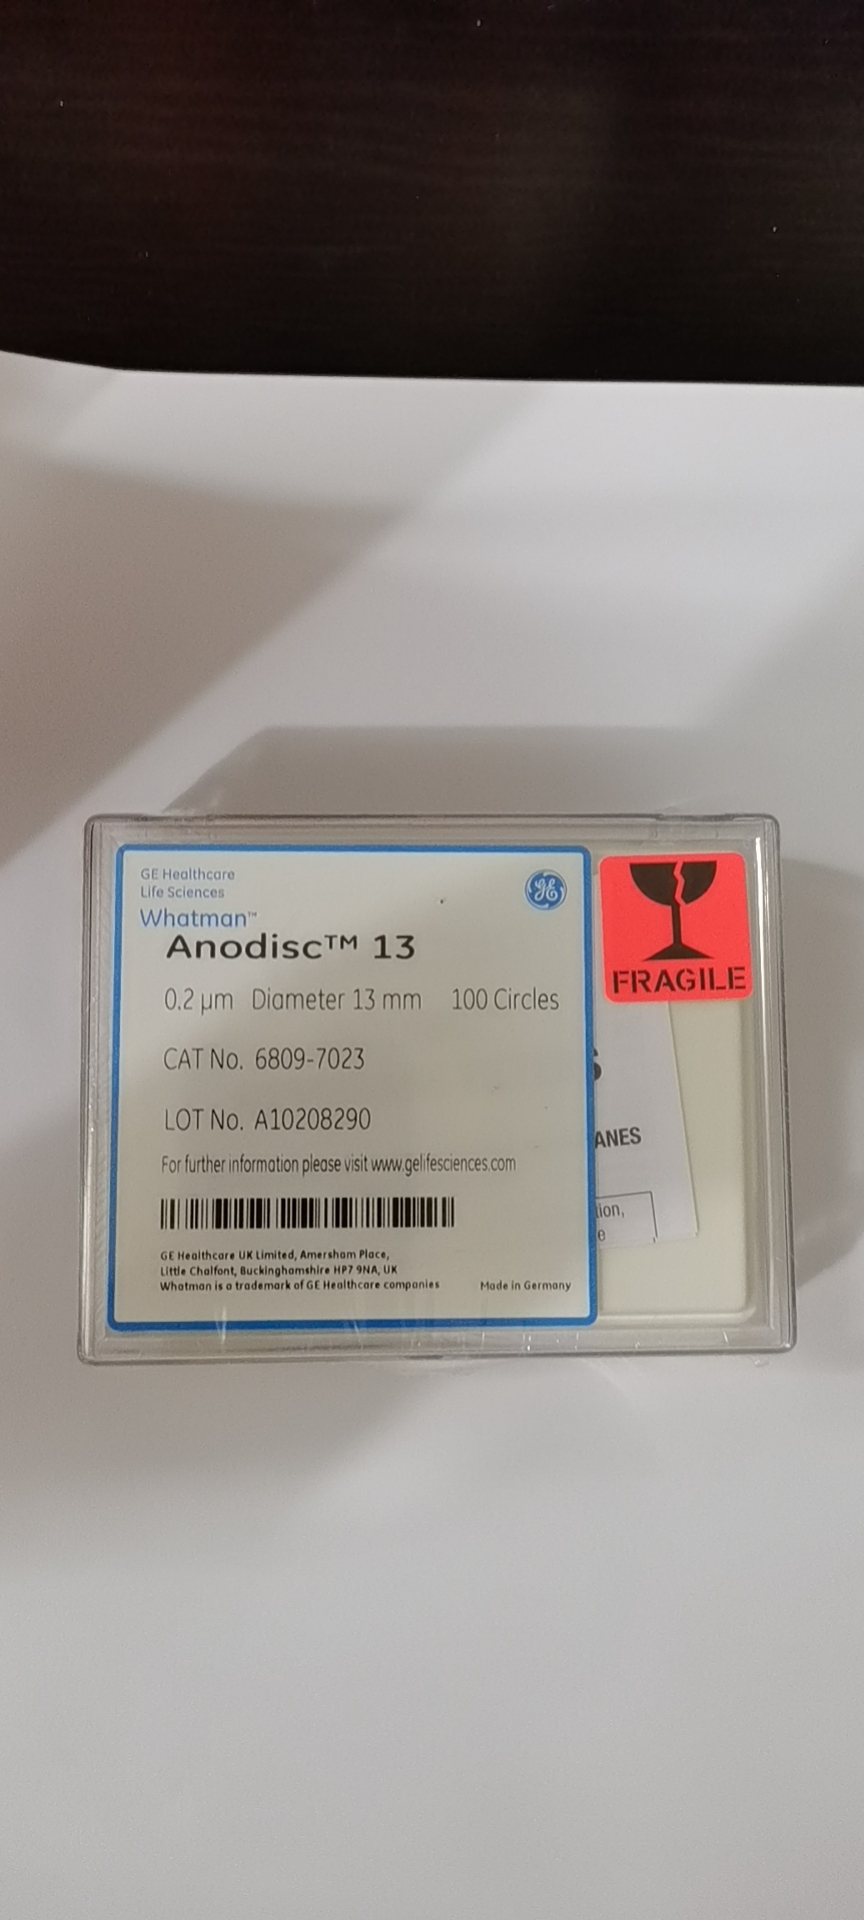 GE Healthcare
Life Sciences
Whatman™
Anodisc™ 13
0.2 µm Diameter 13 mm 100 Circles
CAT No. 6809-7023
LOT No. A10208290
For further information please visit www.gelifesciences.com
GE Healthcare UK Limited, Amersham Place,
Little Chalfont, Buckinghamshire HP7 9NA, UK
Whatman is a trademark of GE Healthcare companies Made in Germany
GE
FRAGILE
S
ANES
tion,
e